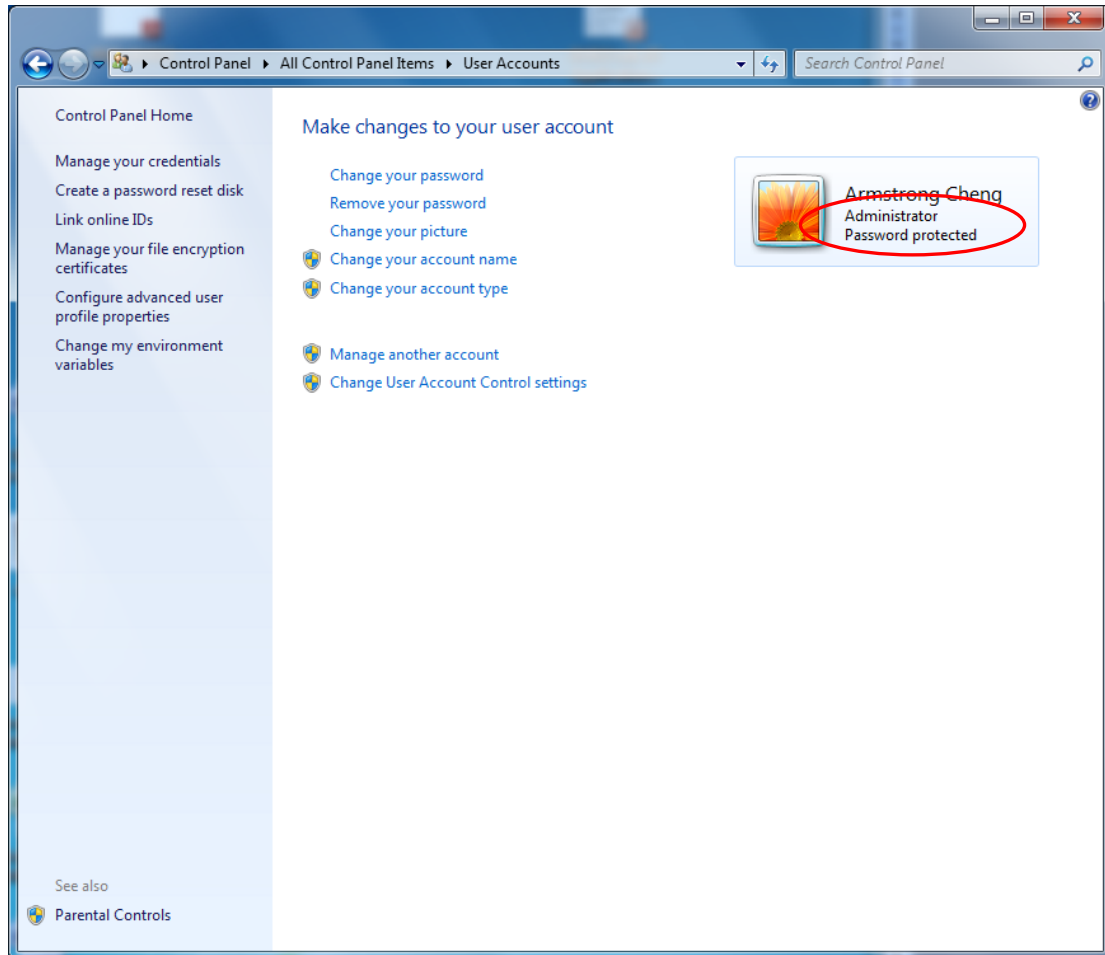 Control Panel ▸ All Control Panel Items ▸ User Accounts
Search Control Panel
Control Panel Home
Manage your credentials
Create a password reset disk
Link online IDs
Manage your file encryption
certificates
Configure advanced user
profile properties
Change my environment
variables
See also
Parental Controls
Make changes to your user account
Change your password
Remove your password
Change your picture
Change your account name
Change your account type
Manage another account
Change User Account Control settings
Armstrong Cheng
Administrator
Password protected